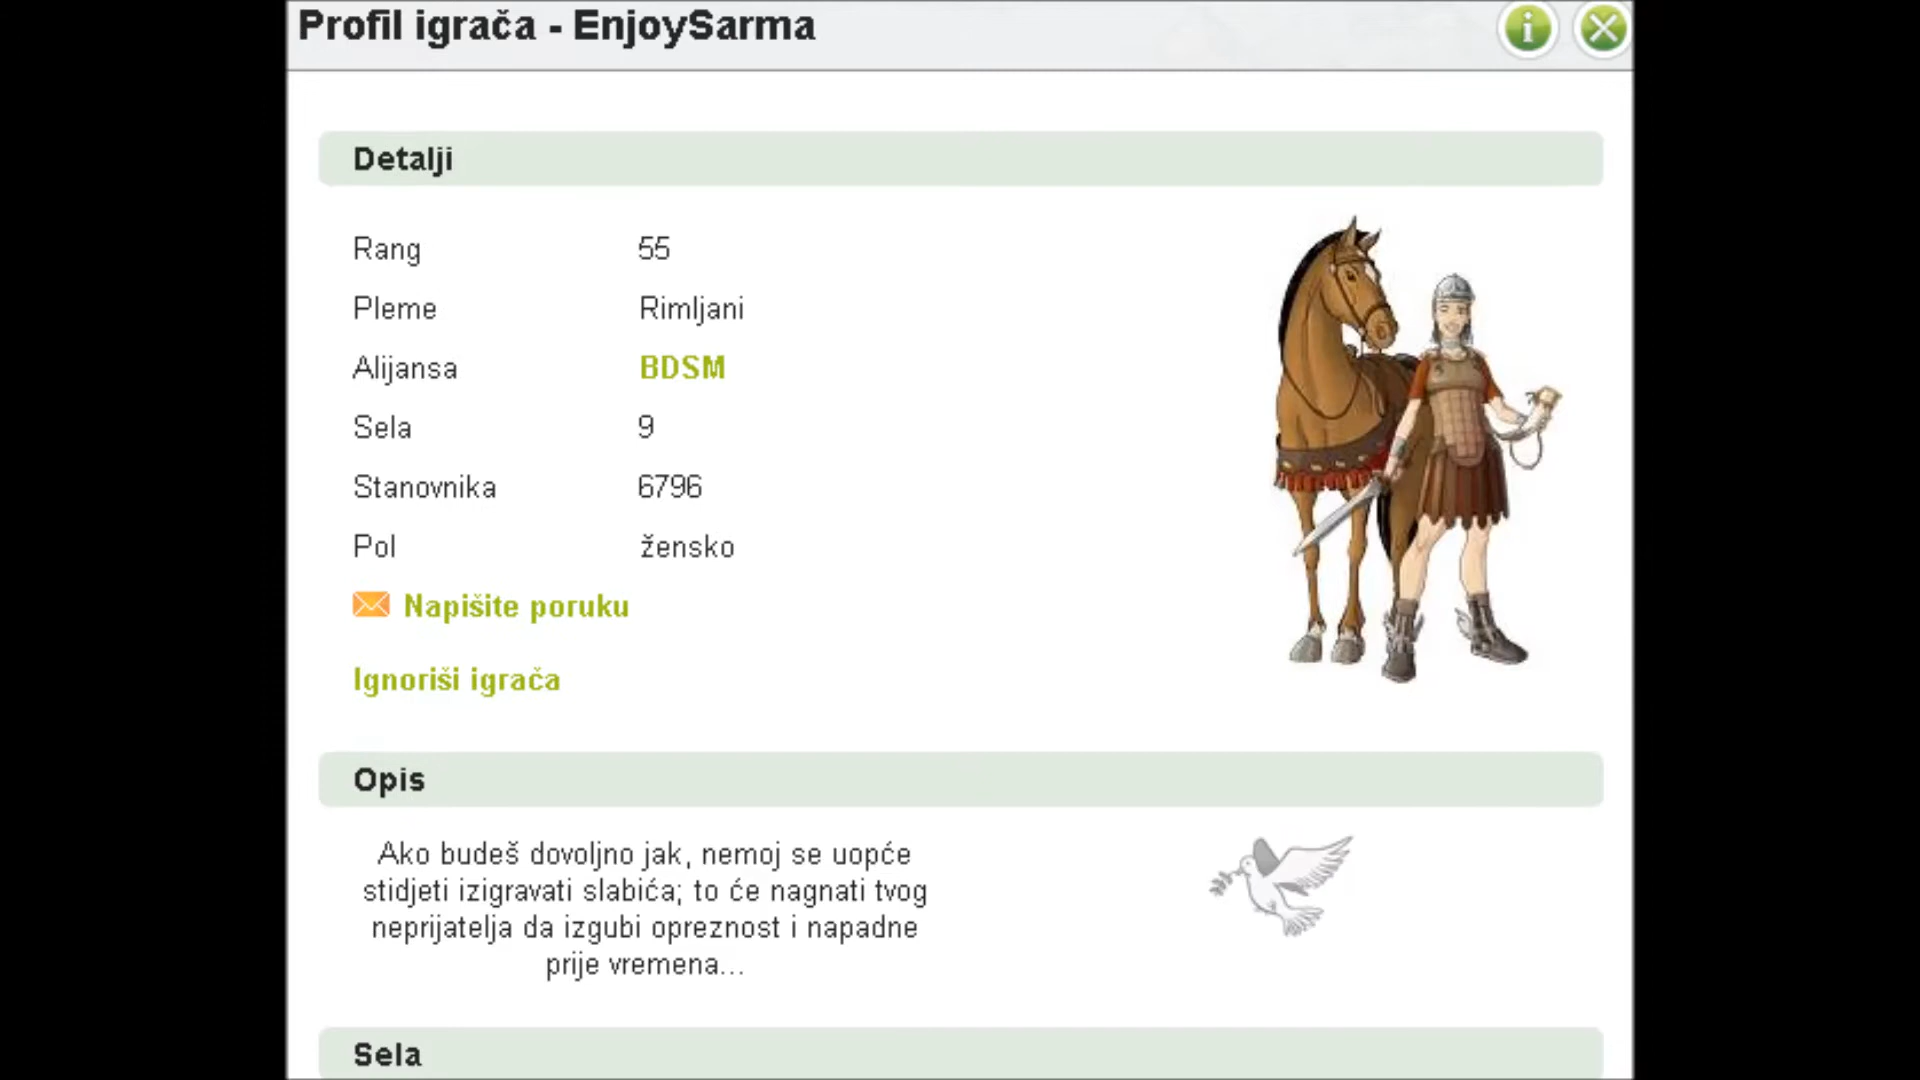 Profil igrača - EnjoySarma
Detalji
Rang 55
Pleme Rimljani
Alijansa BDSM
Sela 9
Stanovnika 6796
Pol žensko
Napišite poruku
Ignoriši igrača
Opis
Ako budeš dovoljno jak, nemoj se uopće
stidjeti izigravati slabića; to će nagnati tvog
neprijatelja da izgubi opreznost i napadne
prije vremena...
Sela